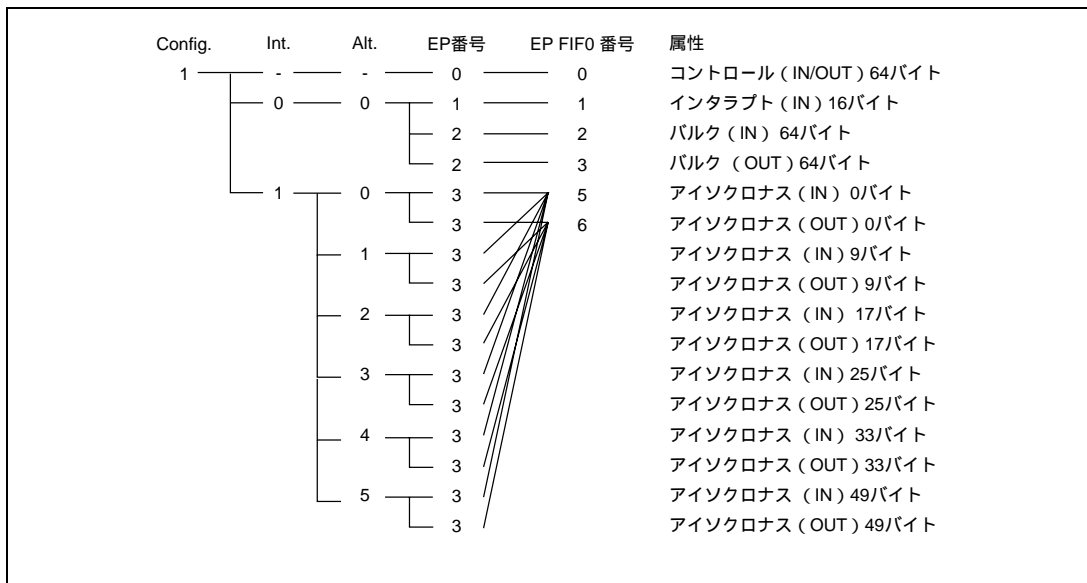 Config. Int. Alt. EP番号 EP FIF0 番号 属性
1 - - 0 0 コントロール（IN/OUT）64バイト
0 0 1 1 インタラプト（IN）16バイト
2 2 バルク（IN）64バイト
2 3 バルク（OUT）64バイト
1 0 3 5 アイソクロナス（IN）0バイト
3 6 アイソクロナス（OUT）0バイト
1 3 アイソクロナス（IN）9バイト
3 アイソクロナス（OUT）9バイト
2 3 アイソクロナス（IN）17バイト
3 アイソクロナス（OUT）17バイト
3 3 アイソクロナス（IN）25バイト
3 アイソクロナス（OUT）25バイト
4 3 アイソクロナス（IN）33バイト
3 アイソクロナス（OUT）33バイト
5 3 アイソクロナス（IN）49バイト
3 アイソクロナス（OUT）49バイト